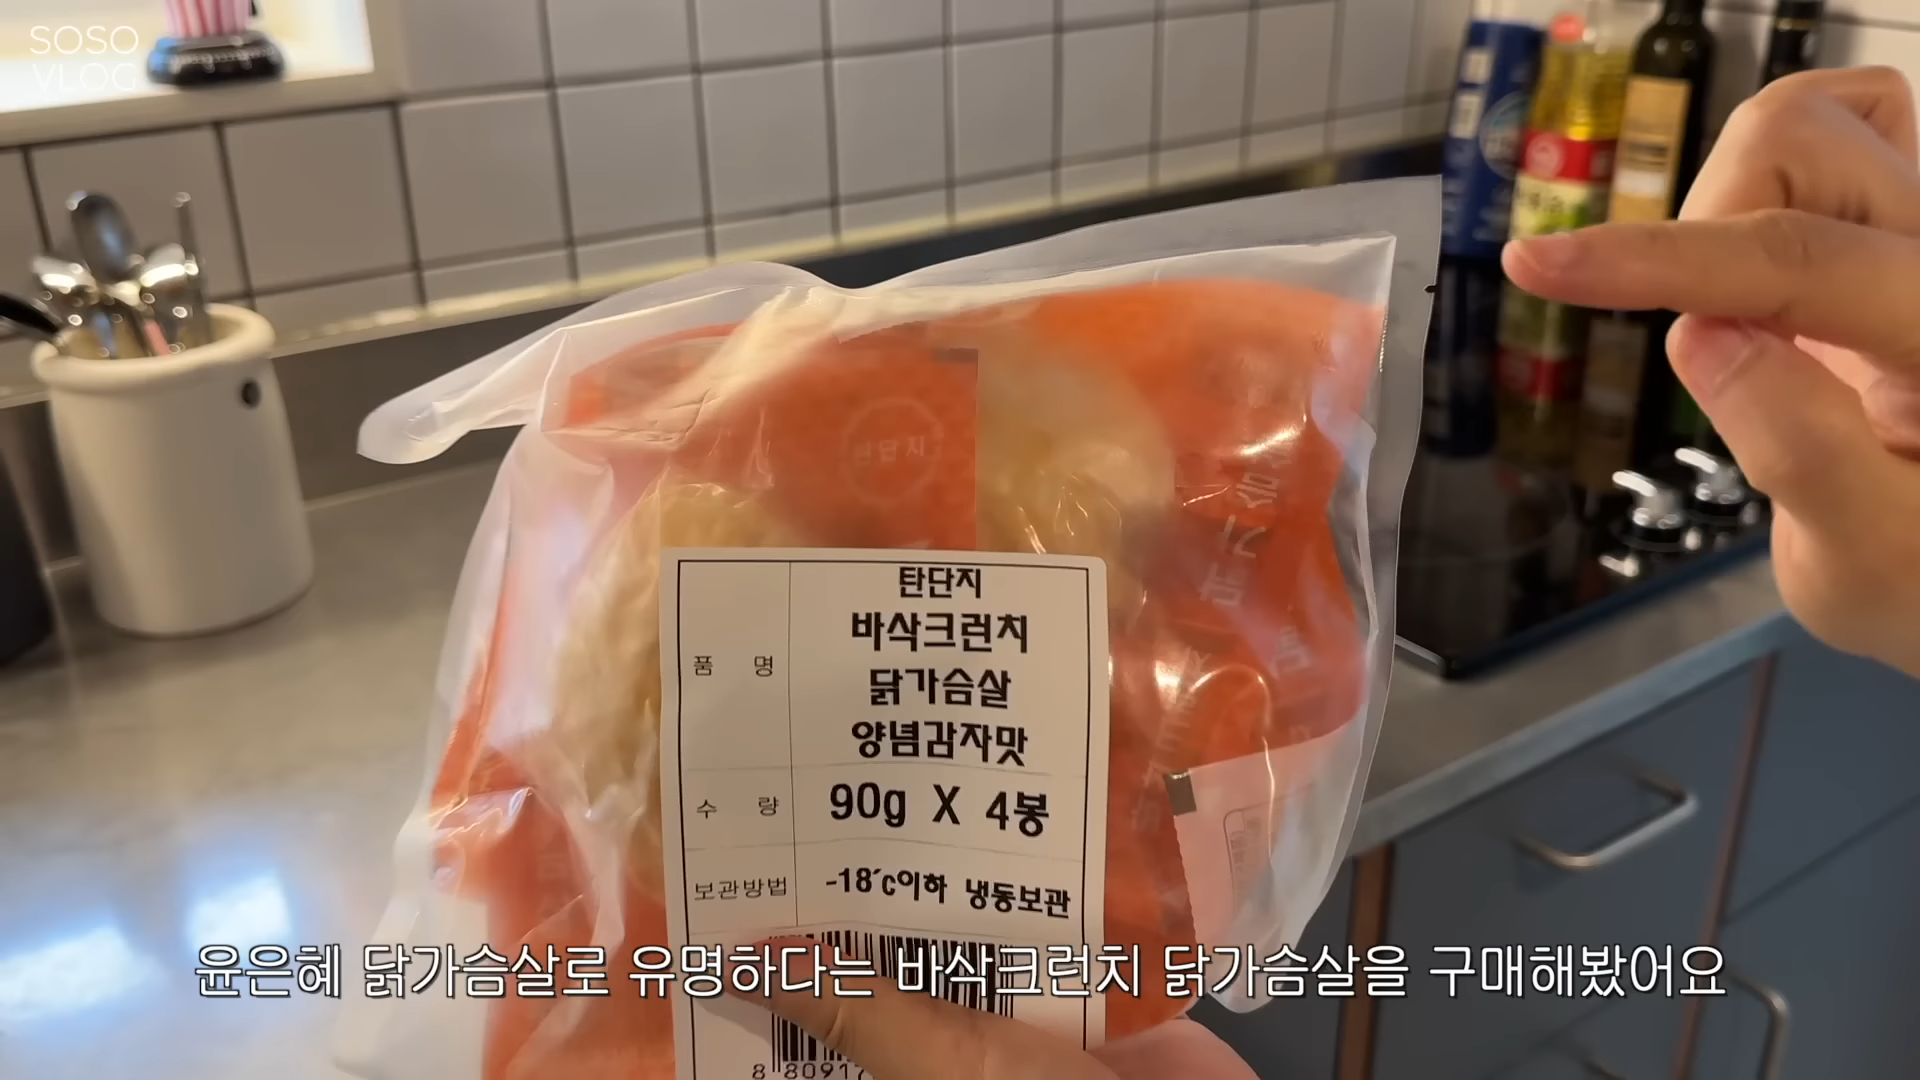 SOSO
VLOG
탄단지
탄단지
바삭크런치
닭가슴살
양념감자맛
품 명
수 량
90g X 4봉
보관방법
-18´c이하 냉동보관
윤은혜 닭가슴살로 유명하다는 바삭크런치 닭가슴살을 구매해봤어요
8 80917